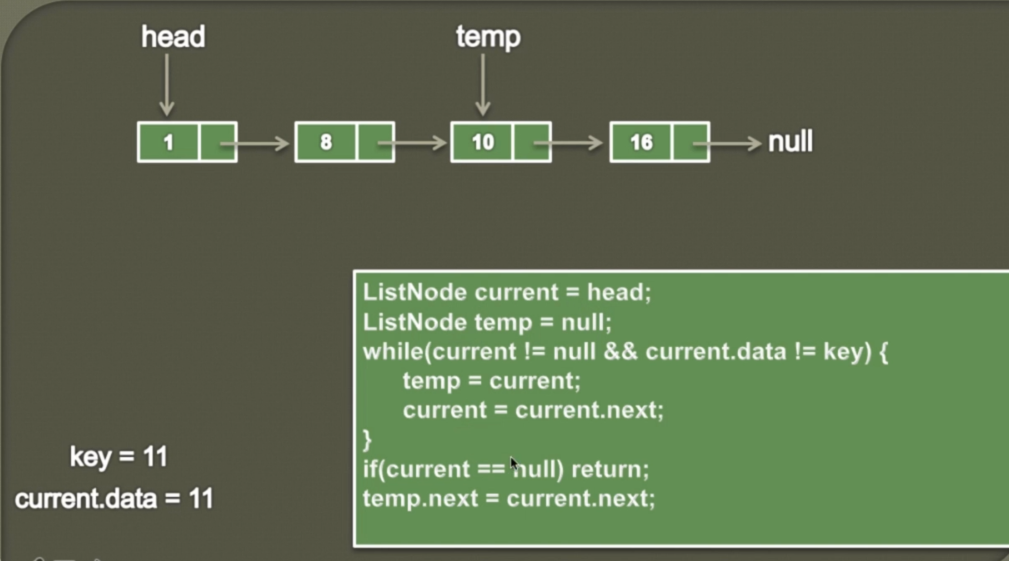 head
temp
1 8 10 16 null
ListNode current = head;
ListNode temp = null;
while(current != null && current.data != key) {
temp = current;
current = current.next;
}
if(current == null) return;
temp.next = current.next;
key = 11
current.data = 11